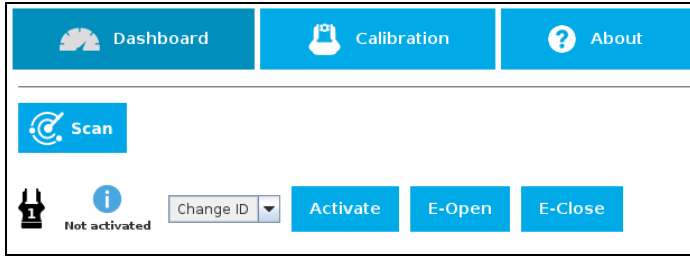 Dashboard Calibration ? About
Scan
1 i Not activated Change ID Activate E-Open E-Close